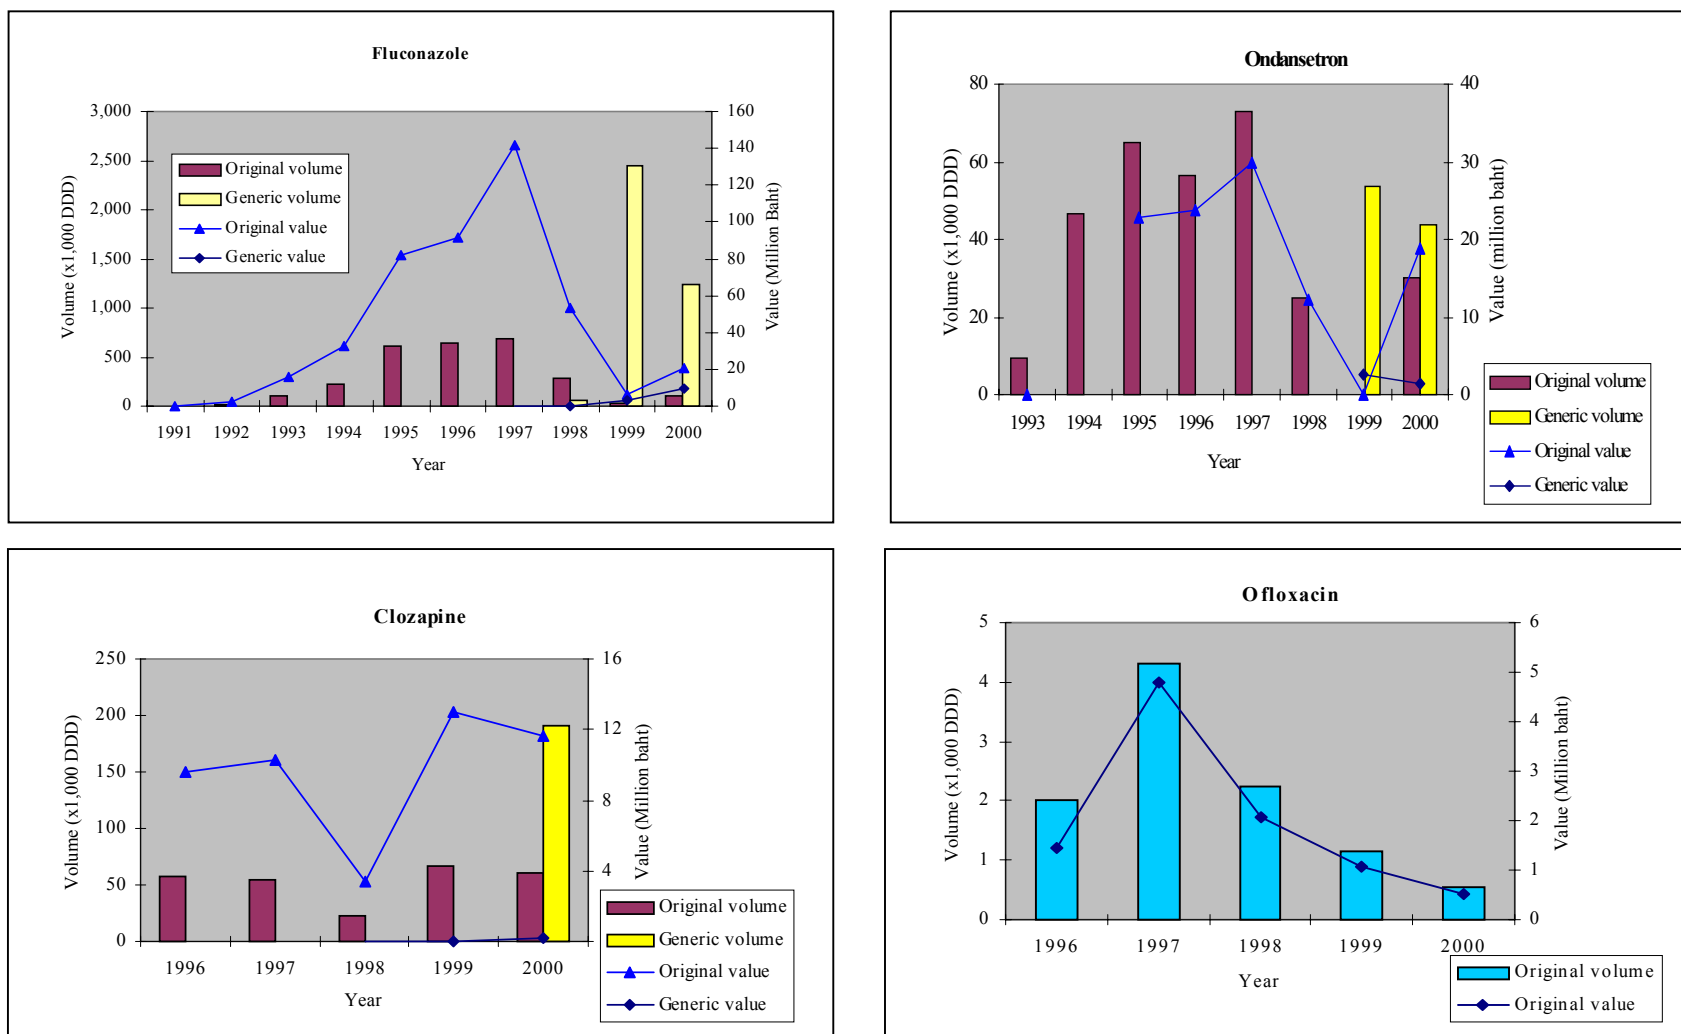 Fluconazole
3,000
2,500
2,000
1,500
1,000
500
0
Volume (x1,000 DDD)
160
140
120
100
80
60
40
20
0
Value (Million Baht)
Original volume
Generic volume
Original value
Generic value
1991 1992 1993 1994 1995 1996 1997 1998 1999 2000
Year
Ondansetron
80
60
40
20
0
Volume (x1,000 DDD)
40
30
20
10
0
Value (million baht)
1993 1994 1995 1996 1997 1998 1999 2000
Year
Original volume
Generic volume
Original value
Generic value
Clozapine
250
200
150
100
50
0
Volume (x1,000 DDD)
16
12
8
4
Value (Million baht)
1996 1997 1998 1999 2000
Year
Original volume
Generic volume
Original value
Generic value
Ofloxacin
5
4
3
2
1
0
Volume (x1,000 DDD)
6
5
4
3
2
1
0
Value (Million baht)
1996 1997 1998 1999 2000
Year
Original volume
Original value